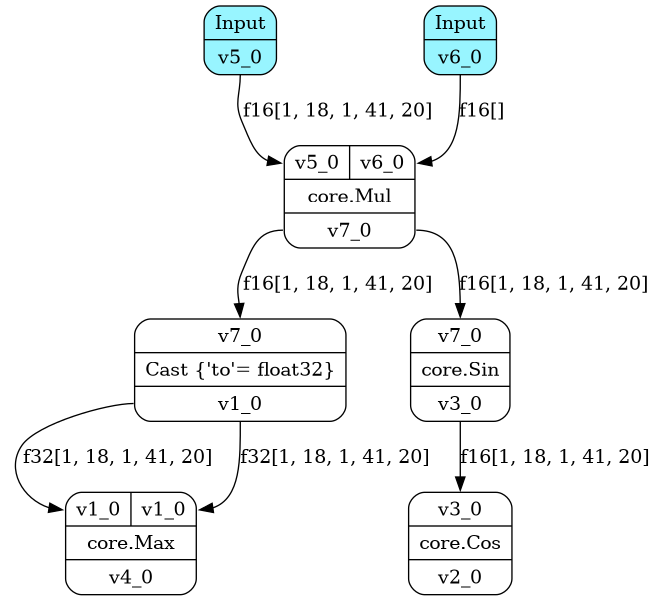 Input
v5_0
Input
v6_0
f16[1, 18, 1, 41, 20]
f16[]
v5_0
v6_0
core.Mul
v7_0
f16[1, 18, 1, 41, 20]
f16[1, 18, 1, 41, 20]
v7_0
Cast {'to'= float32}
v1_0
v7_0
core.Sin
v3_0
f32[1, 18, 1, 41, 20]
f32[1, 18, 1, 41, 20]
f16[1, 18, 1, 41, 20]
v1_0
v1_0
core.Max
v4_0
v3_0
core.Cos
v2_0